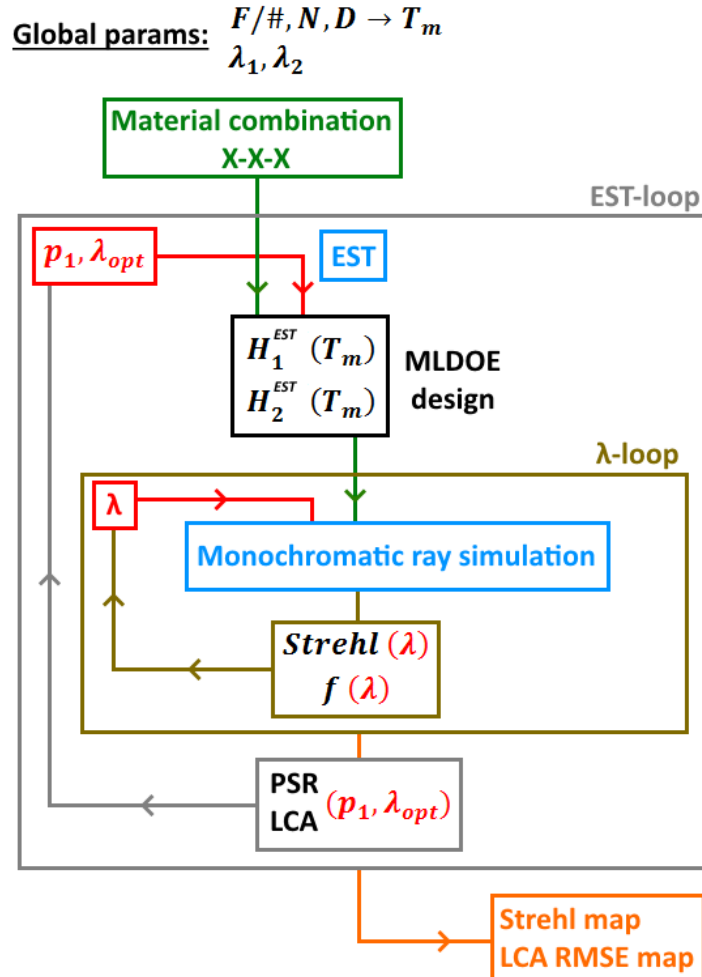 Global params: F/#, N, D → T_m
λ_1, λ_2
Material combination
X-X-X
EST-loop
p_1, λ_opt
EST
H_1^EST (T_m)
H_2^EST (T_m)
MLDOE
design
λ-loop
λ
Monochromatic ray simulation
Strehl (λ)
f (λ)
PSR
LCA (p_1, λ_opt)
Strehl map
LCA RMSE map